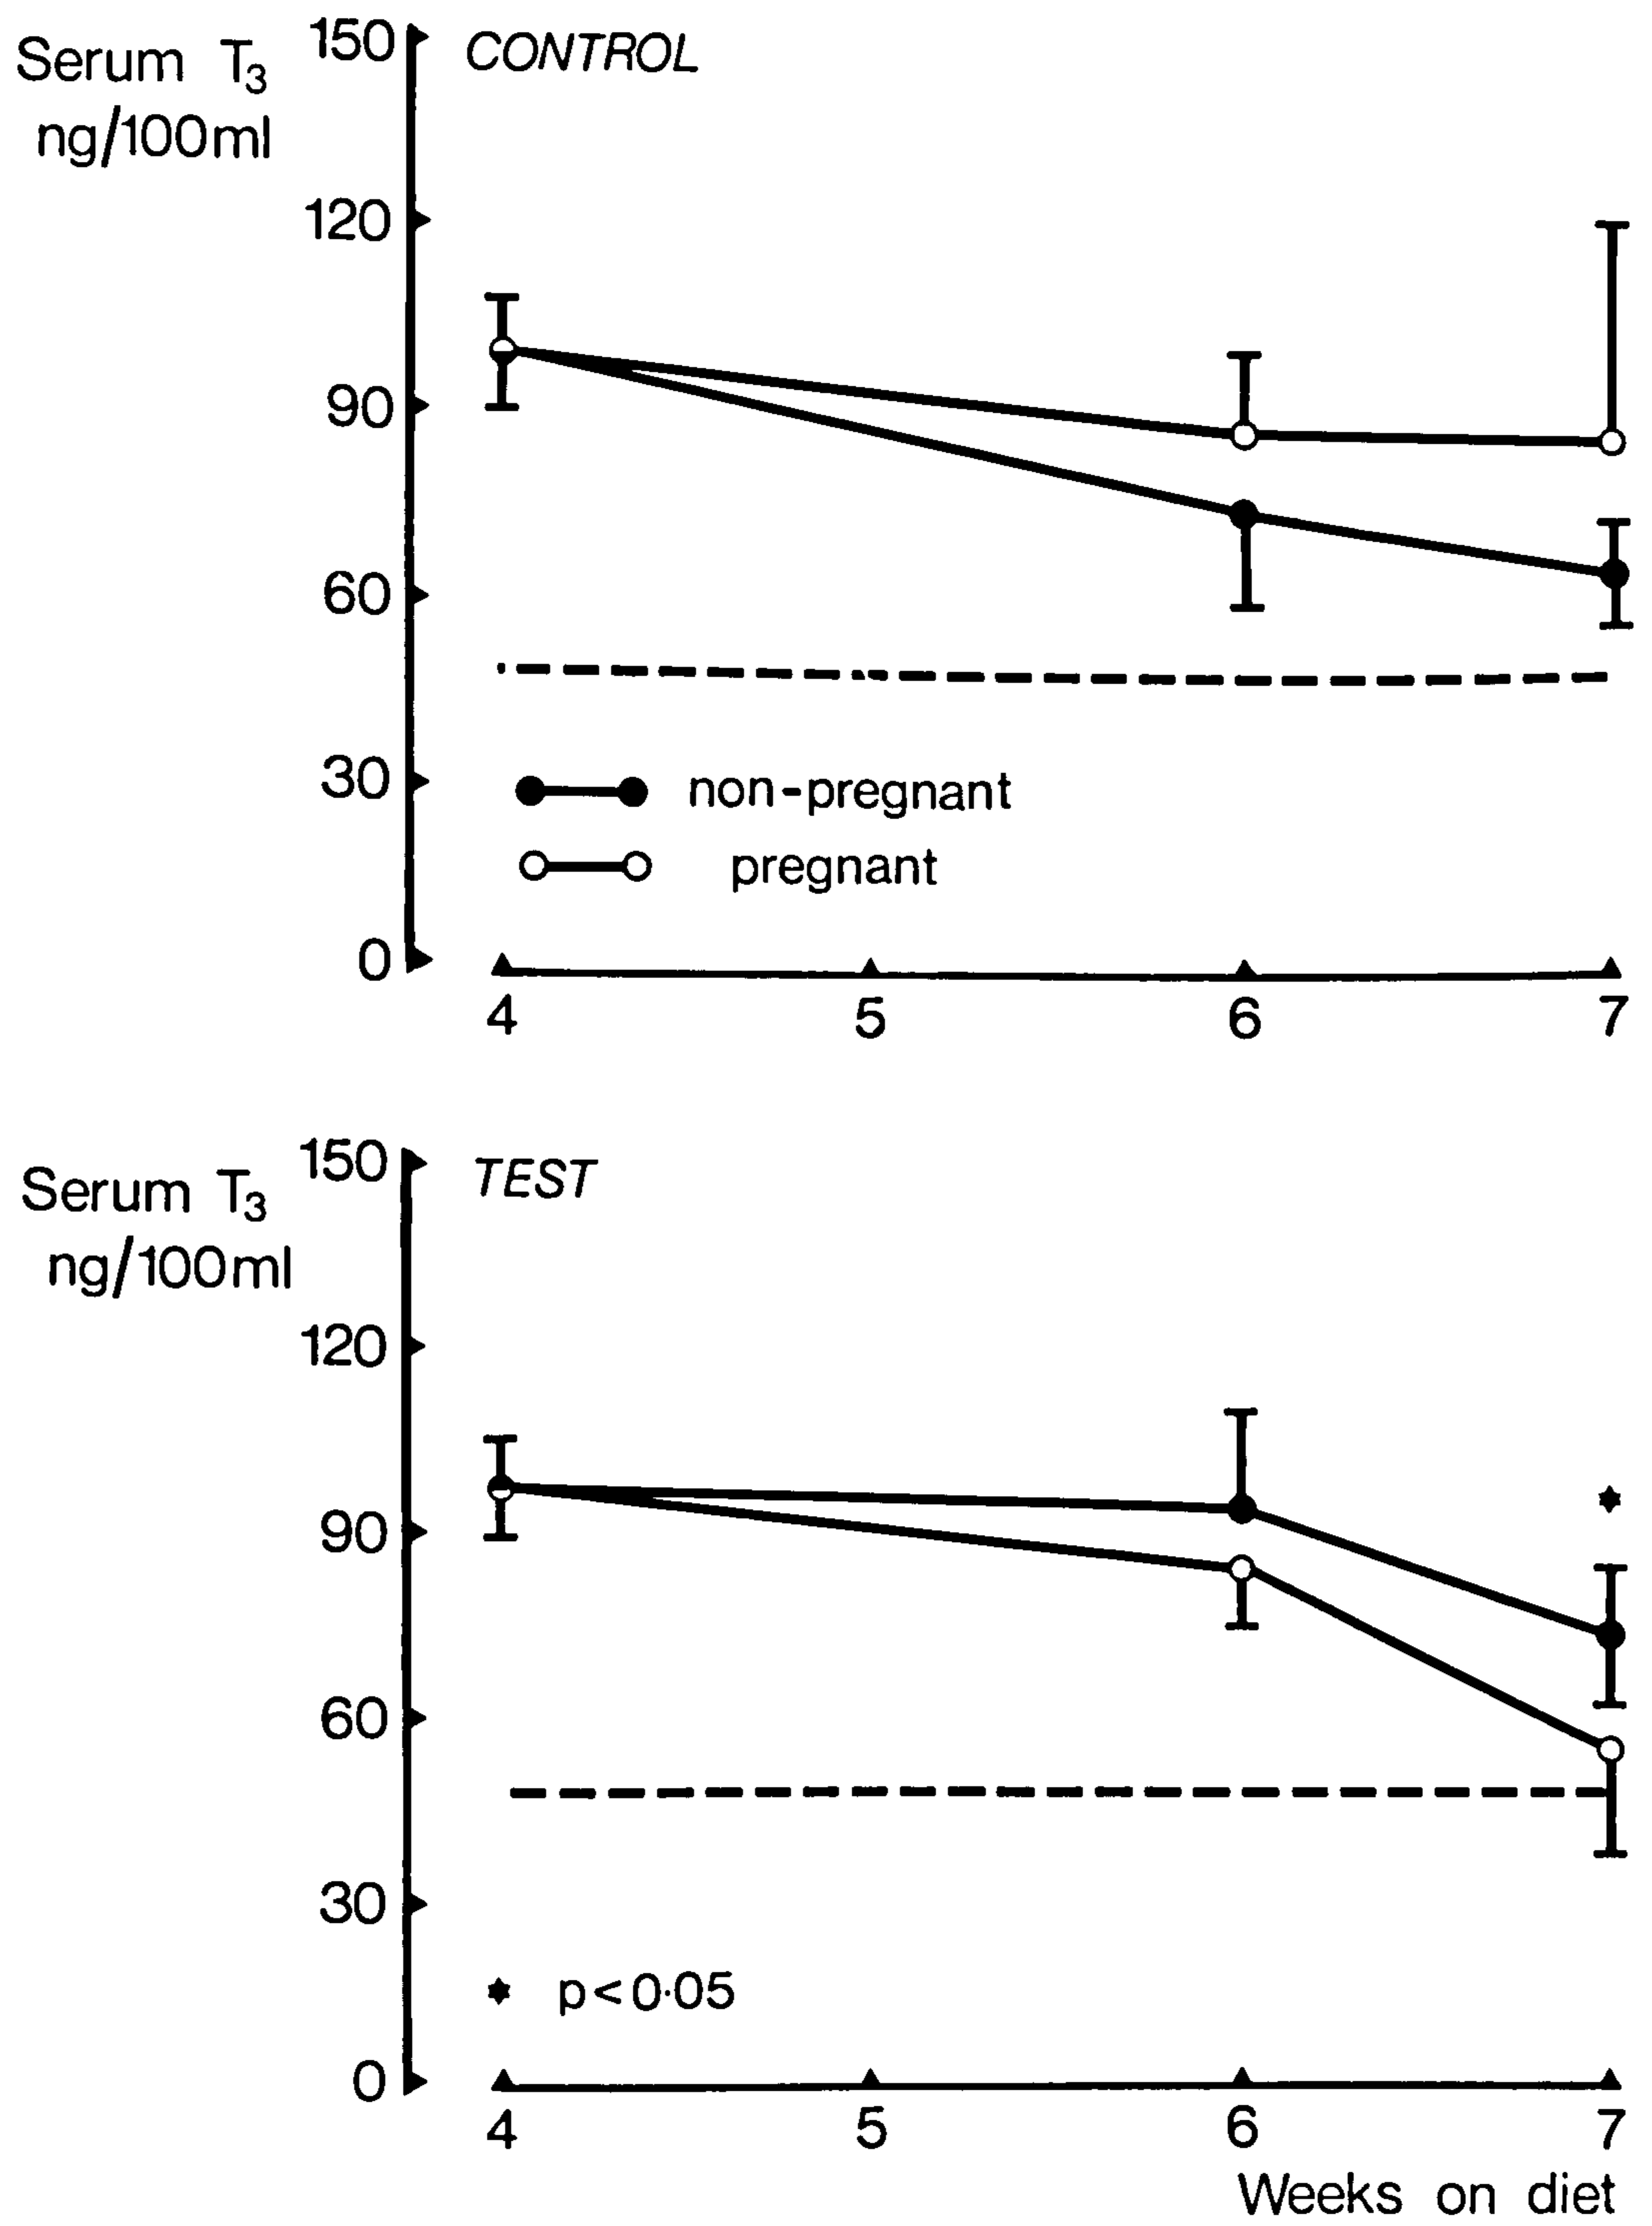 Serum T3
ng/100ml
CONTROL
150
120
90
60
30
0
non-pregnant
pregnant
4 5 6 7
Serum T3
ng/100ml
TEST
150
120
90
60
30
0
* p<0·05
4 5 6 7
Weeks on diet